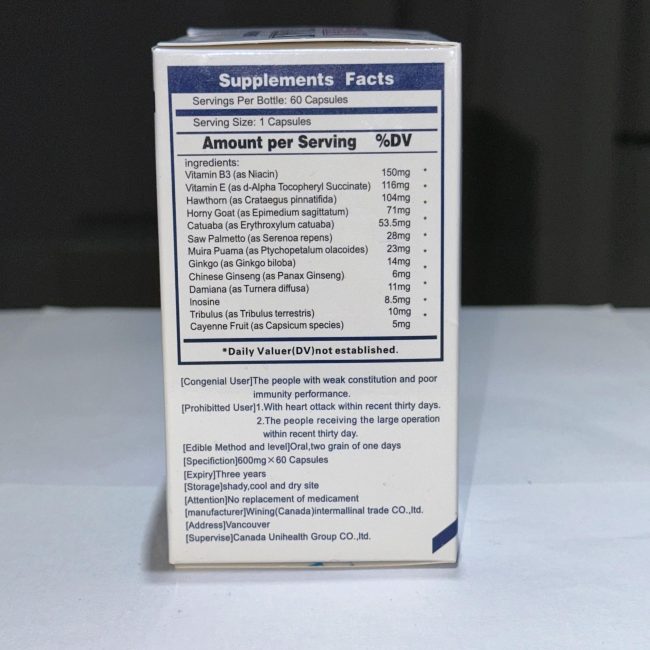 Supplements Facts
Servings Per Bottle: 60 Capsules
Serving Size: 1 Capsules
Amount per Serving %DV
ingredients:
Vitamin B3 (as Niacin) 150mg *
Vitamin E (as d-Alpha Tocopheryl Succinate) 116mg *
Hawthorn (as Crataegus pinnatifida) 104mg *
Horny Goat (as Epimedium sagittatum) 71mg *
Catuaba (as Erythroxylum catuaba) 53.5mg *
Saw Palmetto (as Serenoa repens) 28mg *
Muira Puama (as Ptychopetalum olacoides) 23mg *
Ginkgo (as Ginkgo biloba) 14mg *
Chinese Ginseng (as Panax Ginseng) 6mg *
Damiana (as Turnera diffusa) 11mg *
Inosine 8.5mg *
Tribulus (as Tribulus terrestris) 10mg *
Cayenne Fruit (as Capsicum species) 5mg
*Daily Valuer(DV)not established.
[Congenial User]The people with weak constitution and poor
immunity performance.
[Prohibitted User]1.With heart ottack within recent thirty days.
2.The people receiving the large operation
within recent thirty day.
[Edible Method and level]Oral,two grain of one days
[Specifiction]600mg×60 Capsules
[Expiry]Three years
[Storage]shady,cool and dry site
[Attention]No replacement of medicament
[manufacturer]Wining(Canada)intermallinal trade CO.,ltd.
[Address]Vancouver
[Supervise]Canada Unihealth Group CO.,ltd.